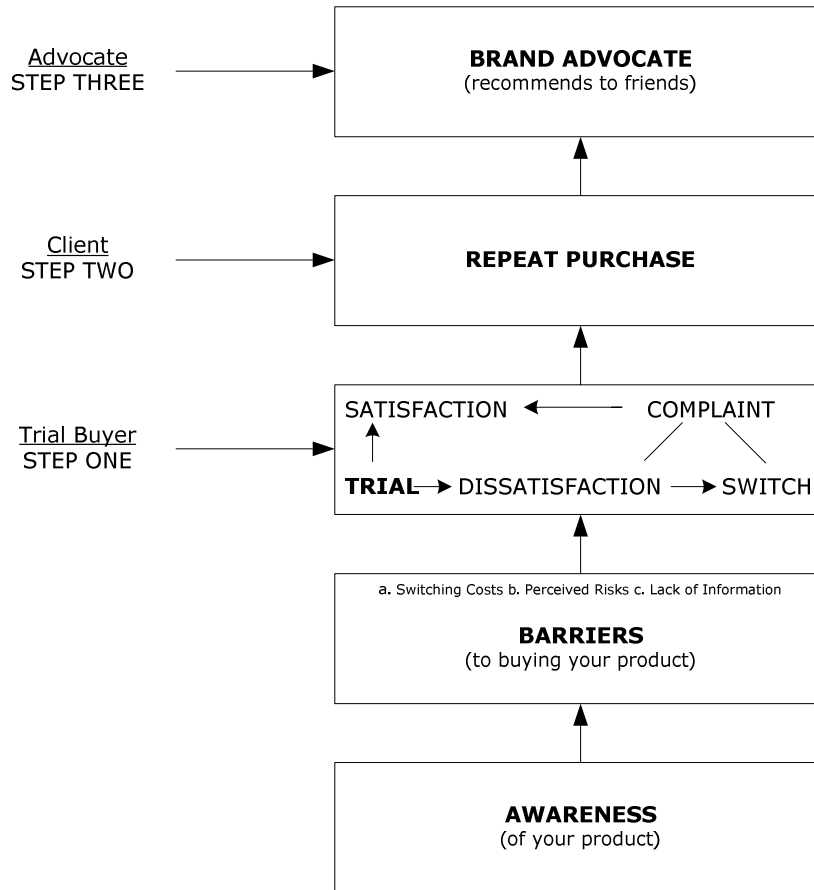 Advocate
STEP THREE
BRAND ADVOCATE
(recommends to friends)
Client
STEP TWO
REPEAT PURCHASE
Trial Buyer
STEP ONE
SATISFACTION COMPLAINT
TRIAL DISSATISFACTION SWITCH
a. Switching Costs b. Perceived Risks c. Lack of Information
BARRIERS
(to buying your product)
AWARENESS
(of your product)